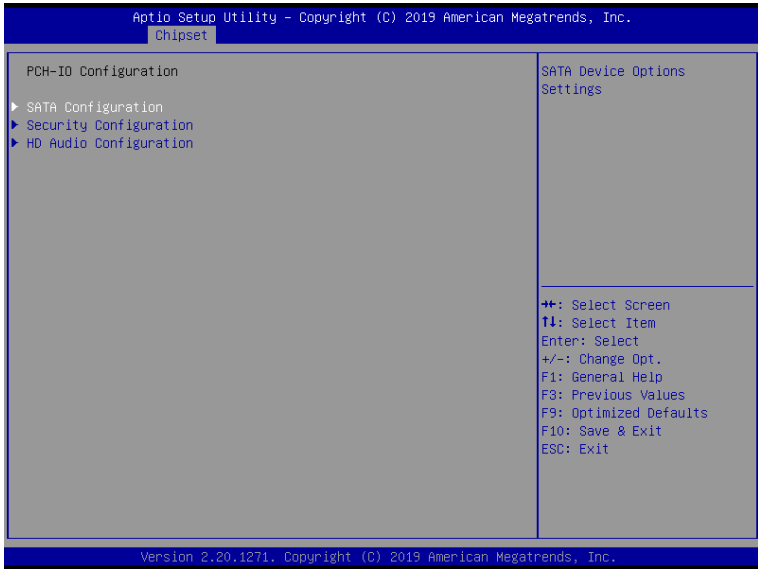 Aptio Setup Utility – Copyright (C) 2019 American Megatrends, Inc.
Chipset
PCH-IO Configuration
SATA Configuration
Security Configuration
HD Audio Configuration
SATA Device Options
Settings
→←: Select Screen
↑↓: Select Item
Enter: Select
+/-: Change Opt.
F1: General Help
F3: Previous Values
F9: Optimized Defaults
F10: Save & Exit
ESC: Exit
Version 2.20.1271. Copyright (C) 2019 American Megatrends, Inc.